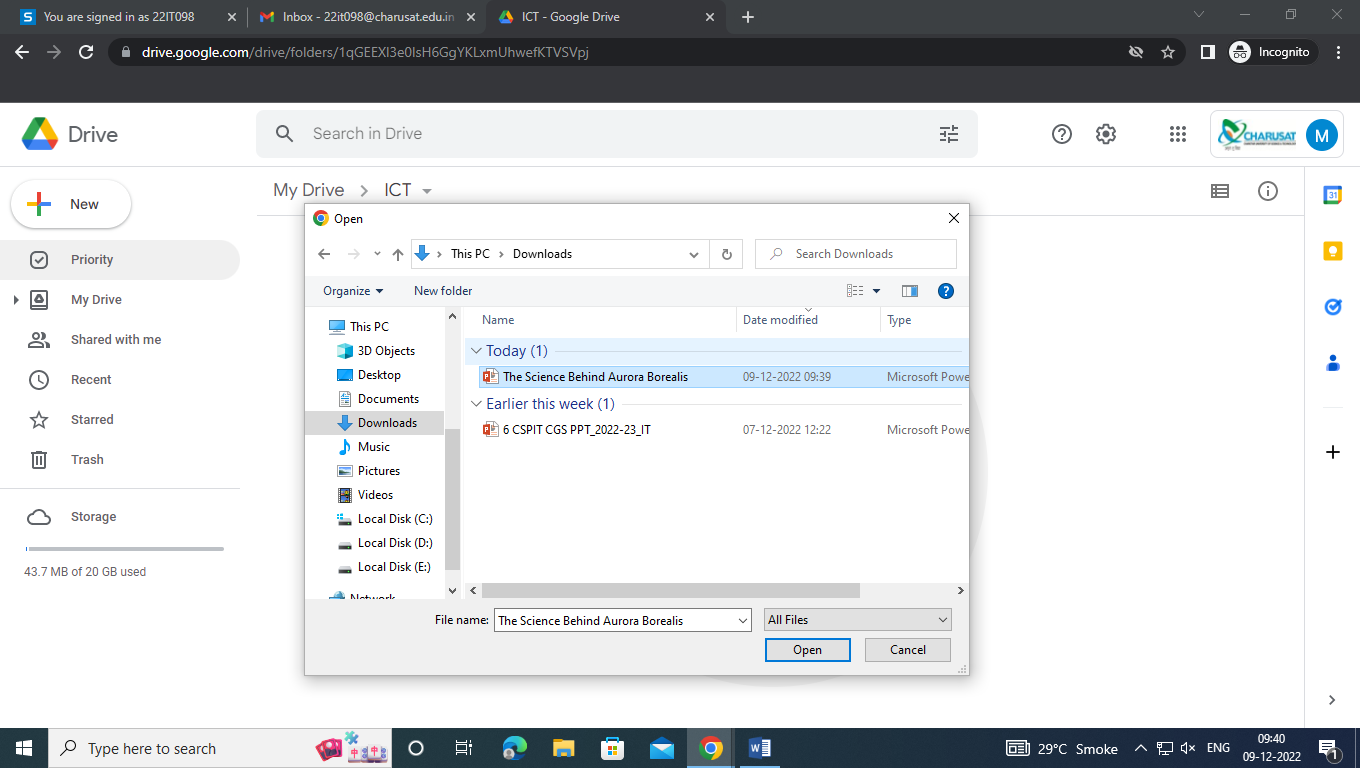 You are signed in as 22IT098
Inbox - 22it098@charusat.edu.in
ICT - Google Drive
drive.google.com/drive/folders/1qGEEXl3e0lsH6GgYKLxmUhwefKTVSVpj
Incognito
Drive
Search in Drive
CHARUSAT
M
New
My Drive
ICT
Priority
My Drive
Shared with me
Recent
Starred
Trash
Storage
43.7 MB of 20 GB used
31
Open
This PC
Downloads
Search Downloads
Organize
New folder
This PC
3D Objects
Desktop
Documents
Downloads
Music
Pictures
Videos
Local Disk (C:)
Local Disk (D:)
Local Disk (E:)
Network
Name
Date modified
Type
Today (1)
The Science Behind Aurora Borealis
09-12-2022 09:39
Microsoft Powe
Earlier this week (1)
6 CSPIT CGS PPT_2022-23_IT
07-12-2022 12:22
Microsoft Powe
File name:
The Science Behind Aurora Borealis
All Files
Open
Cancel
Type here to search
29°C Smoke
ENG
09:40
09-12-2022
1